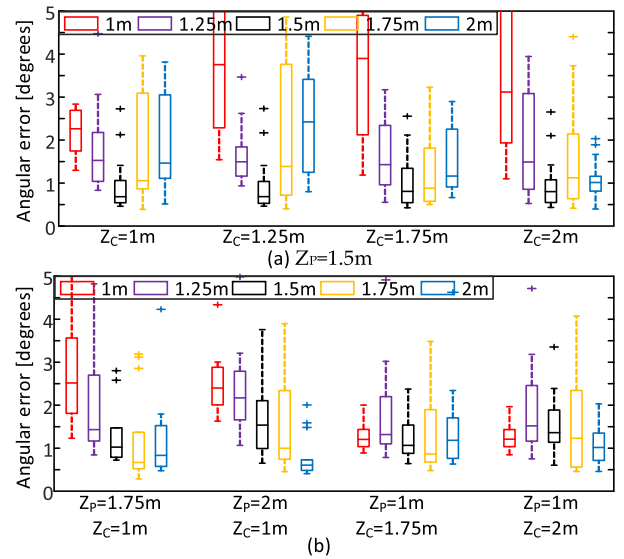 5
4
3
2
1
0
Angular error [degrees]
1m 1.25m 1.5m 1.75m 2m
ZC=1m ZC=1.25m ZC=1.75m ZC=2m
(a) ZP=1.5m
5
4
3
2
1
0
Angular error [degrees]
1m 1.25m 1.5m 1.75m 2m
ZP=1.75m ZP=2m ZP=1m ZP=1m
ZC=1m ZC=1m ZC=1.75m ZC=2m
(b)